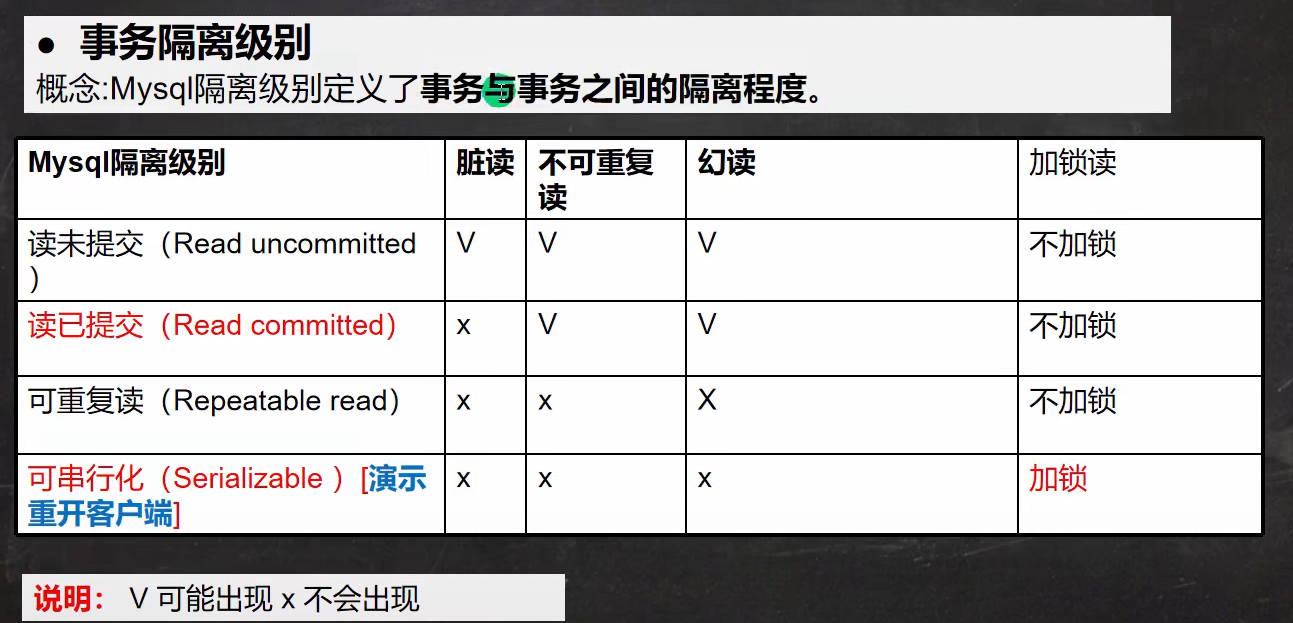 ● 事务隔离级别
概念:Mysql隔离级别定义了事务与事务之间的隔离程度。
Mysql隔离级别 脏读 不可重复 幻读 加锁读
读
读未提交（Read uncommitted V V V 不加锁
）
读已提交（Read committed） x V V 不加锁
可重复读（Repeatable read） x x X 不加锁
可串行化（Serializable ）[演示 x x x 加锁
重开客户端]
说明： V 可能出现 x 不会出现